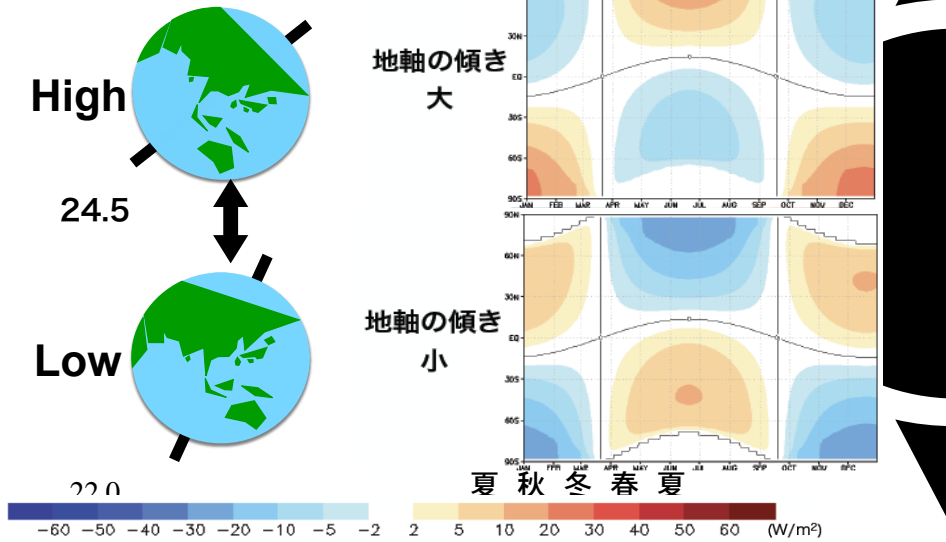 High
24.5
Low
22.0
地軸の傾き
大
30N
EQ
30S
60S
90S
JAN FEB MAR APR MAY JUN JUL AUG SEP OCT NOV DEC
地軸の傾き
小
90N
60N
30N
EQ
30S
60S
90S
JAN FEB MAR APR MAY JUN JUL AUG SEP OCT NOV DEC
夏 秋 冬 春 夏
−60 −50 −40 −30 −20 −10 −5 −2 2 5 10 20 30 40 50 60 (W/m²)